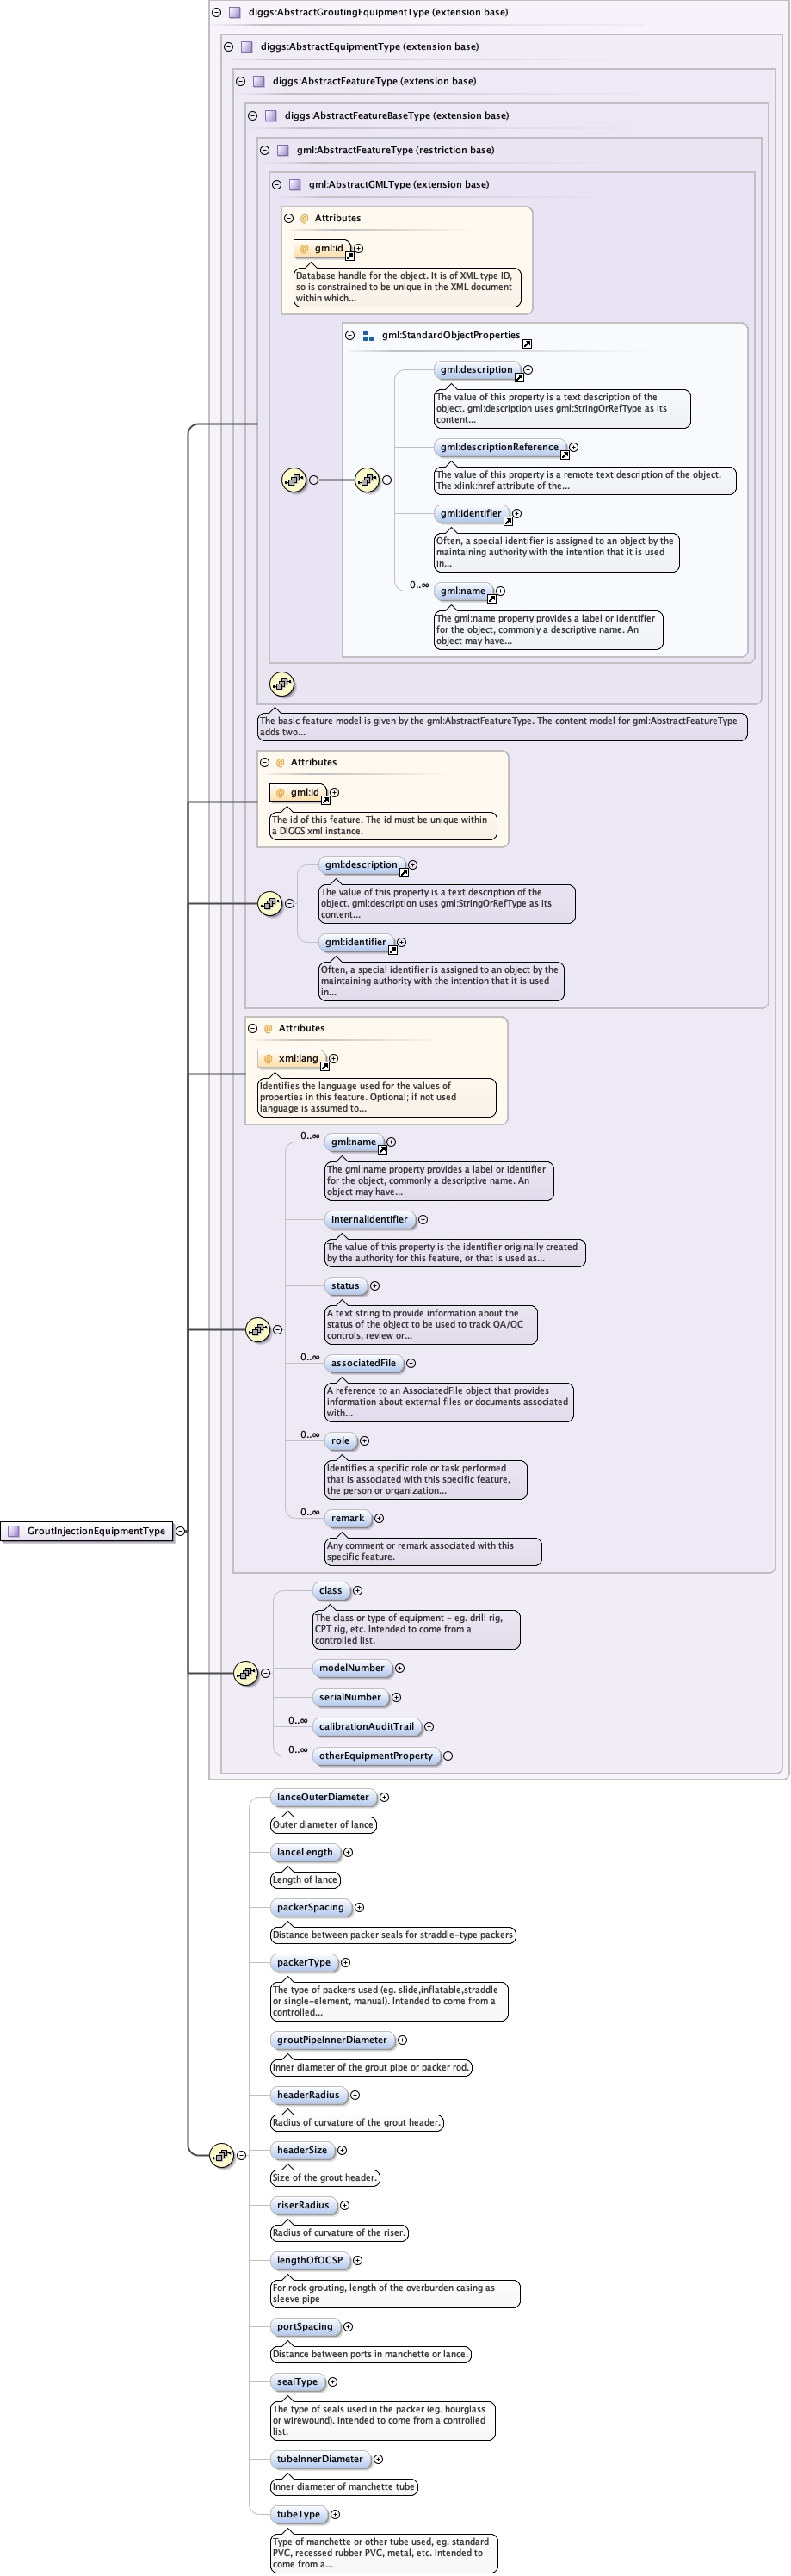 diggs:AbstractGroutingEquipmentType (extension base)
diggs:AbstractEquipmentType (extension base)
diggs:AbstractFeatureType (extension base)
diggs:AbstractFeatureBaseType (extension base)
gml:AbstractFeatureType (restriction base)
gml:AbstractGMLType (extension base)
@ Attributes
@ gml:id
Database handle for the object. It is of XML type ID,
so is constrained to be unique in the XML document
within which...
gml:StandardObjectProperties
gml:description
The value of this property is a text description of the
object. gml:description uses gml:StringOrRefType as its
content...
gml:descriptionReference
The value of this property is a remote text description of the object.
The xlink:href attribute of the...
gml:identifier
Often, a special identifier is assigned to an object by the
maintaining authority with the intention that it is used
in...
0..∞
gml:name
The gml:name property provides a label or identifier
for the object, commonly a descriptive name. An
object may have...
The basic feature model is given by the gml:AbstractFeatureType. The content model for gml:AbstractFeatureType
adds two...
@ Attributes
@ gml:id
The id of this feature. The id must be unique within
a DIGGS xml instance.
gml:description
The value of this property is a text description of the
object. gml:description uses gml:StringOrRefType as its
content...
gml:identifier
Often, a special identifier is assigned to an object by the
maintaining authority with the intention that it is used
in...
@ Attributes
@ xml:lang
Identifies the language used for the values of
properties in this feature. Optional; if not used
language is assumed to...
0..∞
gml:name
The gml:name property provides a label or identifier
for the object, commonly a descriptive name. An
object may have...
internalIdentifier
The value of this property is the identifier originally created
by the authority for this feature, or that is used as...
status
A text string to provide information about the
status of the object to be used to track QA/QC
controls, review or...
0..∞
associatedFile
A reference to an AssociatedFile object that provides
information about external files or documents associated
with...
0..∞
role
Identifies a specific role or task performed
that is associated with this specific feature,
the person or organization...
0..∞
remark
Any comment or remark associated with this
specific feature.
GroutInjectionEquipmentType
class
The class or type of equipment - eg. drill rig,
CPT rig, etc. Intended to come from a
controlled list.
modelNumber
serialNumber
0..∞
calibrationAuditTrail
0..∞
otherEquipmentProperty
lanceOuterDiameter
Outer diameter of lance
lanceLength
Length of lance
packerSpacing
Distance between packer seals for straddle-type packers
packerType
The type of packers used (eg. slide,inflatable,straddle
or single-element, manual). Intended to come from a
controlled...
groutPipeInnerDiameter
Inner diameter of the grout pipe or packer rod.
headerRadius
Radius of curvature of the grout header.
headerSize
Size of the grout header.
riserRadius
Radius of curvature of the riser.
lengthOfOCSP
For rock grouting, length of the overburden casing as
sleeve pipe
portSpacing
Distance between ports in manchette or lance.
sealType
The type of seals used in the packer (eg. hourglass
or wirewound). Intended to come from a controlled
list.
tubeInnerDiameter
Inner diameter of manchette tube
tubeType
Type of manchette or other tube used, eg. standard
PVC, recessed rubber PVC, metal, etc. Intended to
come from a...